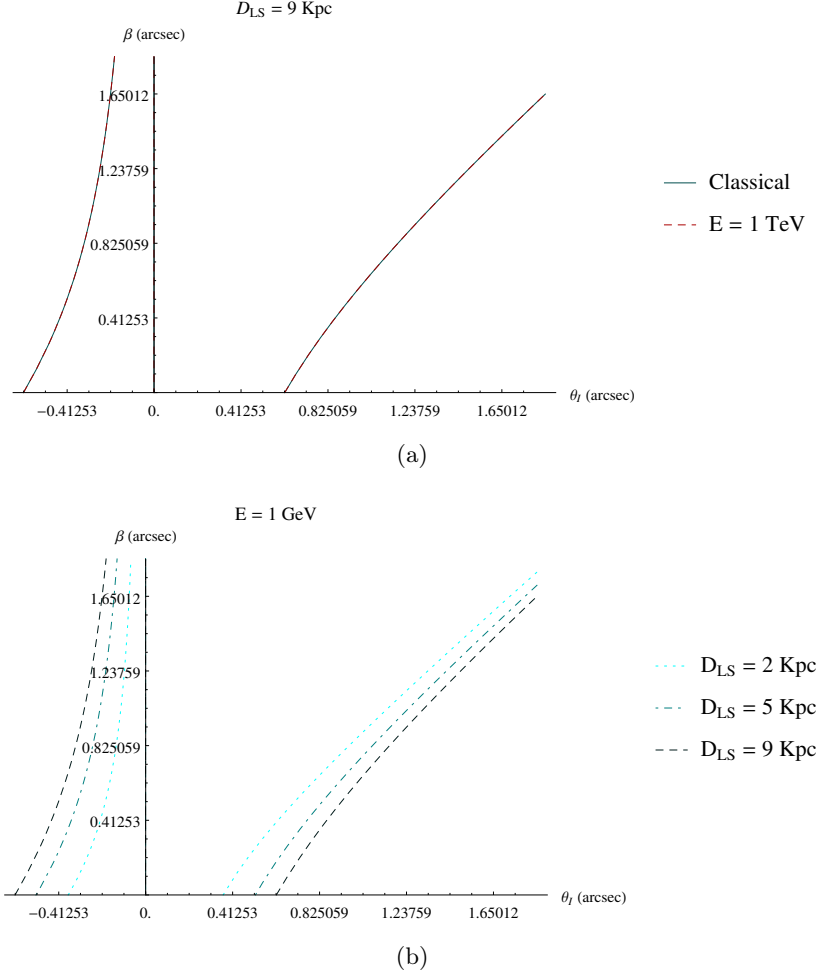 D_LS = 9 Kpc
β (arcsec)
1.65012
1.23759
0.825059
0.41253
−0.41253 0. 0.41253 0.825059 1.23759 1.65012
θ_I (arcsec)
Classical
E = 1 TeV
(a)
E = 1 GeV
β (arcsec)
1.65012
1.23759
0.825059
0.41253
−0.41253 0. 0.41253 0.825059 1.23759 1.65012
θ_I (arcsec)
D_LS = 2 Kpc
D_LS = 5 Kpc
D_LS = 9 Kpc
(b)